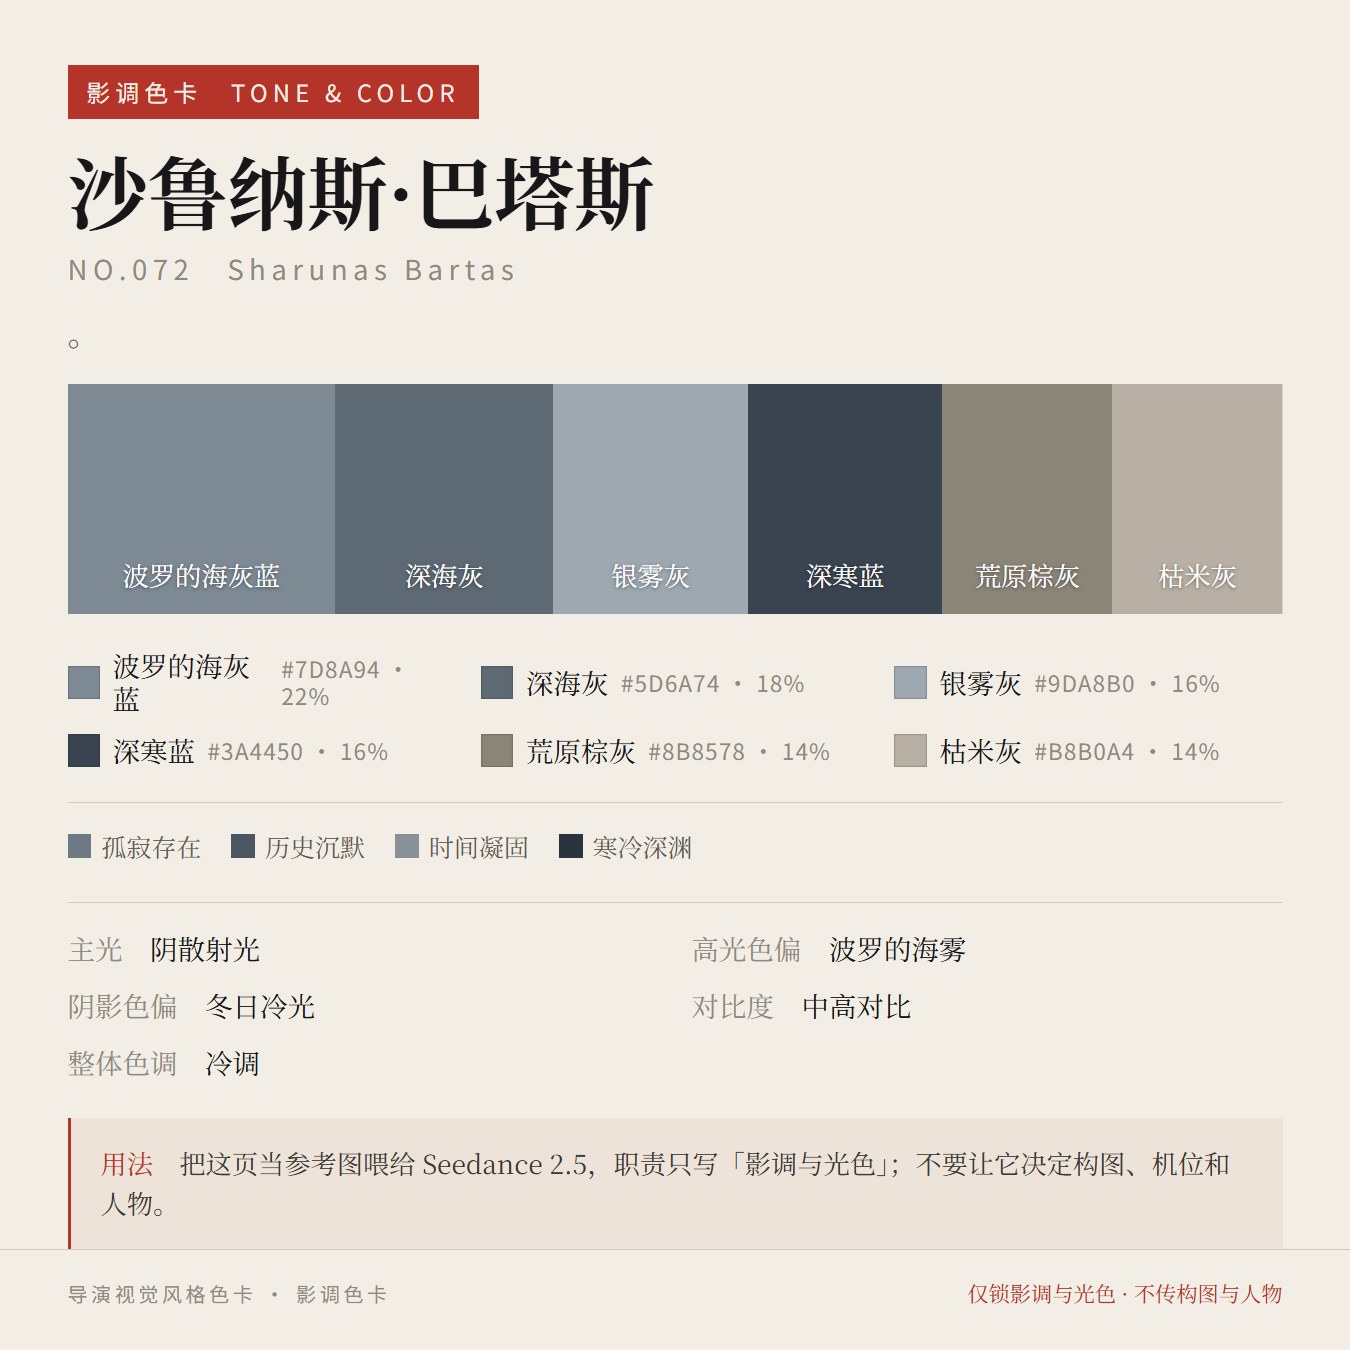 影调色卡 TONE & COLOR
沙鲁纳斯·巴塔斯
NO.072 Sharunas Bartas
。
波罗的海灰蓝 深海灰 银雾灰 深寒蓝 荒原棕灰 枯米灰
波罗的海灰蓝 #7D8A94 · 22% 深海灰 #5D6A74 · 18% 银雾灰 #9DA8B0 · 16%
深寒蓝 #3A4450 · 16% 荒原棕灰 #8B8578 · 14% 枯米灰 #B8B0A4 · 14%
孤寂存在 历史沉默 时间凝固 寒冷深渊
主光 阴散射光 高光色偏 波罗的海雾
阴影色偏 冬日冷光 对比度 中高对比
整体色调 冷调
用法 把这页当参考图喂给 Seedance 2.5，职责只写「影调与光色」；不要让它决定构图、机位和
人物。
导演视觉风格色卡 · 影调色卡 仅锁影调与光色 · 不传构图与人物